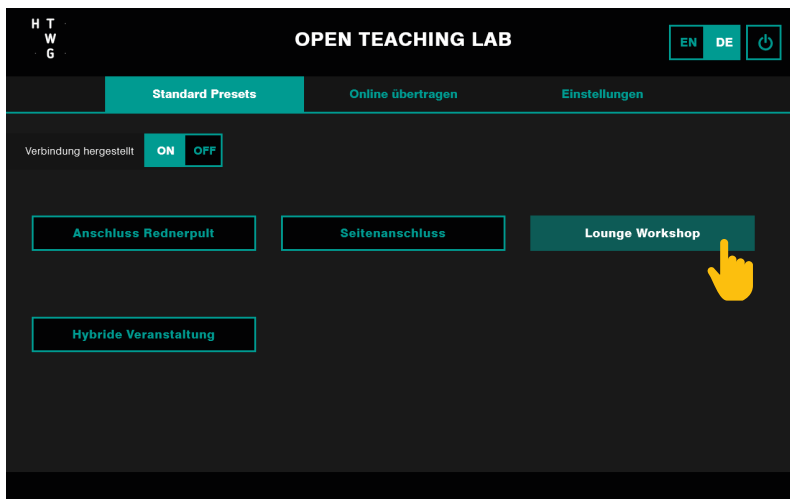 H T
W
G
OPEN TEACHING LAB
EN DE
Standard Presets Online übertragen Einstellungen
Verbindung hergestellt ON OFF
Anschluss Rednerpult Seitenanschluss Lounge Workshop
Hybride Veranstaltung